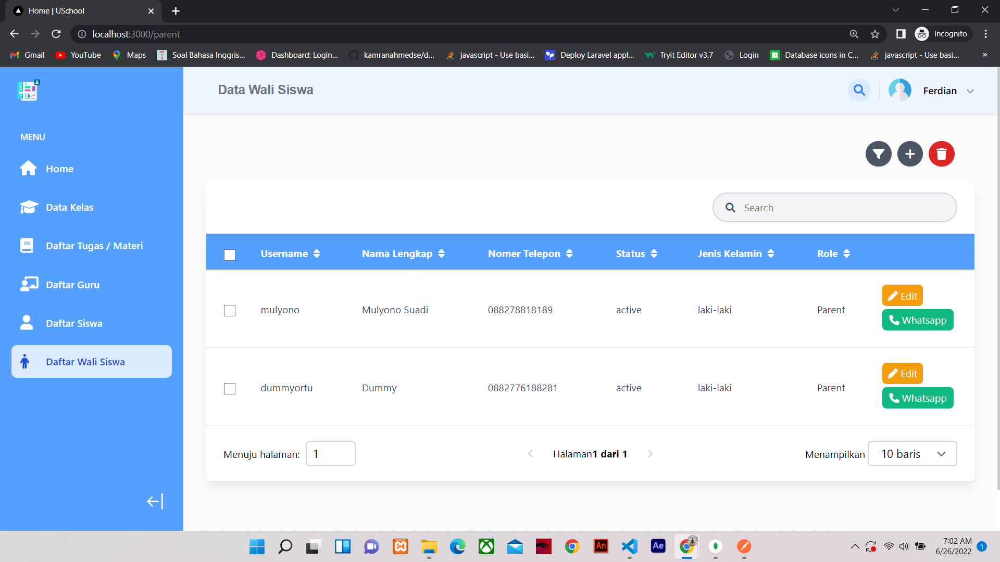 Home | USchool
localhost:3000/parent
Incognito
Gmail
YouTube
Maps
Soal Bahasa Inggris...
Dashboard: Login...
kamranahmedse/d...
javascript - Use basi...
Deploy Laravel appl...
Tryit Editor v3.7
Login
Database icons in C...
javascript - Use basi...
»
Data Wali Siswa
Ferdian
MENU
Home
Data Kelas
Daftar Tugas / Materi
Daftar Guru
Daftar Siswa
Daftar Wali Siswa
Search
Username Nama Lengkap Nomer Telepon Status Jenis Kelamin Role
mulyono Mulyono Suadi 088278818189 active laki-laki Parent
Edit
Whatsapp
dummyortu Dummy 0882776188281 active laki-laki Parent
Edit
Whatsapp
Menuju halaman: 1
Halaman1 dari 1
Menampilkan 10 baris
An
Ae
7:02 AM
6/26/2022
1